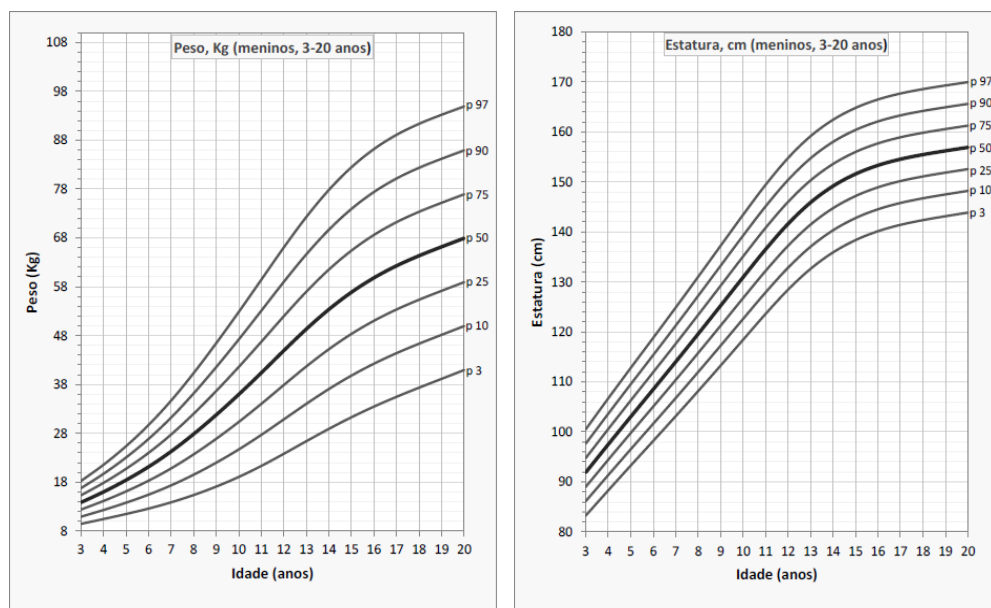 Peso, Kg (meninos, 3-20 anos)
Peso (Kg)
108
98
88
78
68
58
48
38
28
18
8
p 97
p 90
p 75
p 50
p 25
p 10
p 3
3 4 5 6 7 8 9 10 11 12 13 14 15 16 17 18 19 20
Idade (anos)
Estatura, cm (meninos, 3-20 anos)
Estatura (cm)
180
170
160
150
140
130
120
110
100
90
80
p 97
p 90
p 75
p 50
p 25
p 10
p 3
3 4 5 6 7 8 9 10 11 12 13 14 15 16 17 18 19 20
Idade (anos)